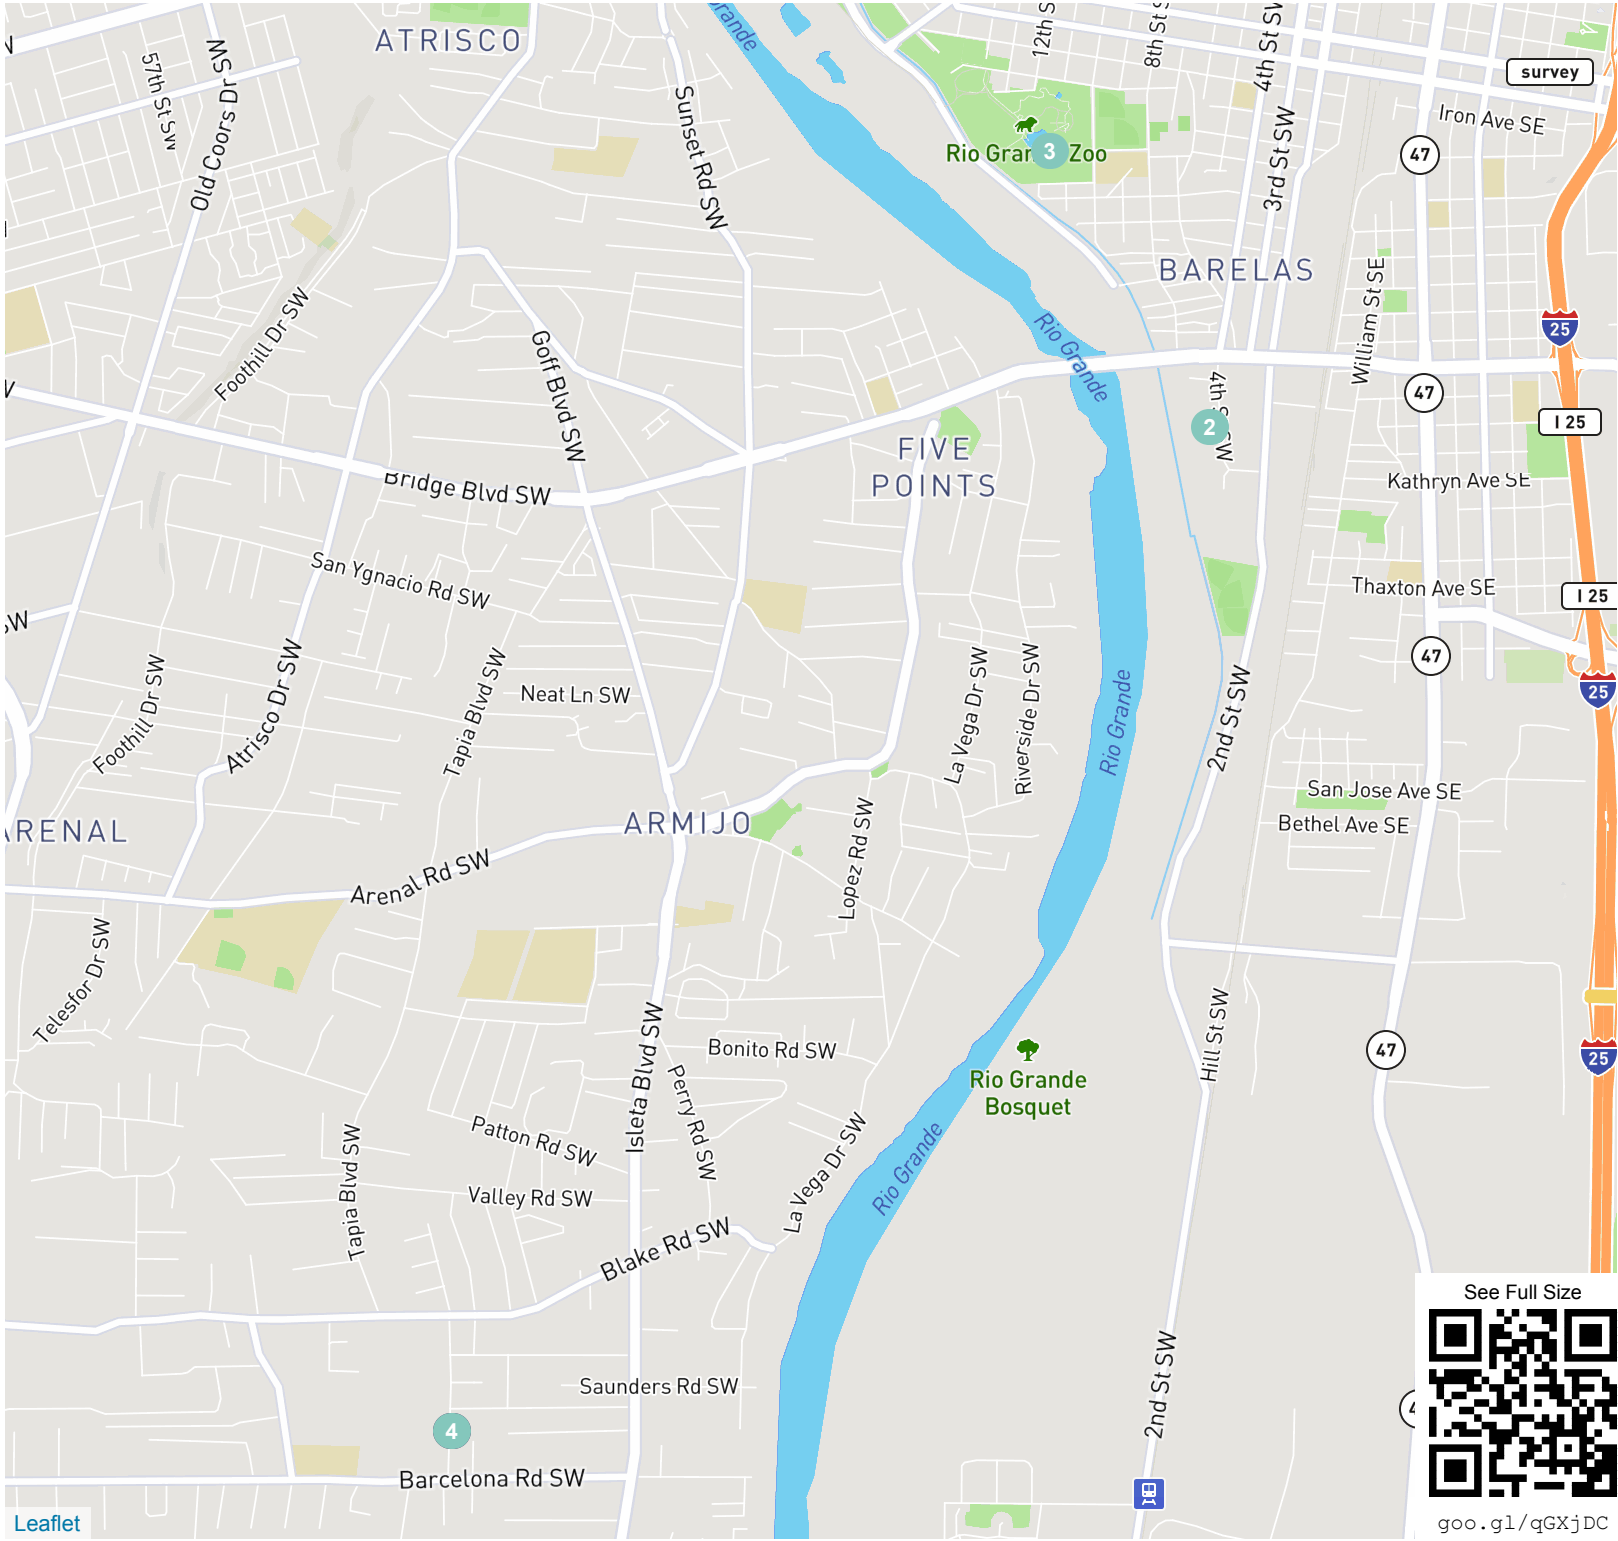 ATRISCO
57th St Sw
Old Coors Dr SW
Sunset Rd SW
Rio Grande Zoo
3
12th S
8th St S
4th St SW
3rd St SW
survey
Iron Ave SE
47
BARELAS
William St SE
25
Foothill Dr SW
Goff Blvd SW
Rio Grande
47
I 25
4th St SW
2
FIVE
POINTS
Bridge Blvd SW
Kathryn Ave SE
San Ygnacio Rd SW
Thaxton Ave SE
I 25
SW
47
25
Foothill Dr SW
Atrisco Dr SW
Tapia Blvd SW
Neat Ln SW
La Vega Dr SW
Riverside Dr SW
Rio Grande
2nd St SW
San Jose Ave SE
Bethel Ave SE
ARENAL
ARMIJO
Arenal Rd SW
Lopez Rd SW
Telesfor Dr SW
Isleta Blvd SW
Bonito Rd SW
Perry Rd SW
Rio Grande
Bosquet
Hill St SW
47
25
Patton Rd SW
Tapia Blvd SW
Valley Rd SW
La Vega Dr SW
Rio Grande
Blake Rd SW
Saunders Rd SW
2nd St SW
4
Barcelona Rd SW
See Full Size
goo.gl/qGXjDC
Leaflet